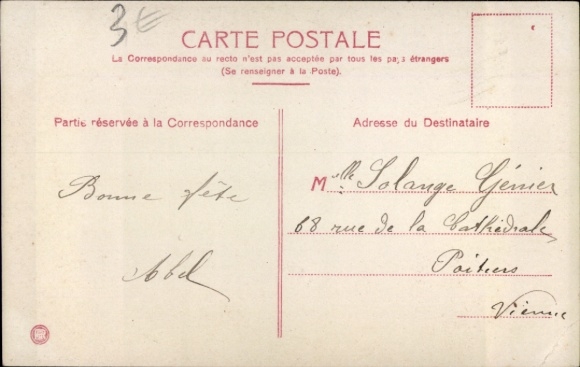 3€
CARTE POSTALE
La Correspondance au recto n'est pas acceptée par tous les pays étrangers
(Se renseigner à la Poste).
Partie réservée à la Correspondance
Bonne fête
Abel
Adresse du Destinataire
Mlle Solange Génier
68 rue de la Cathédrale
Poitiers
Vienne